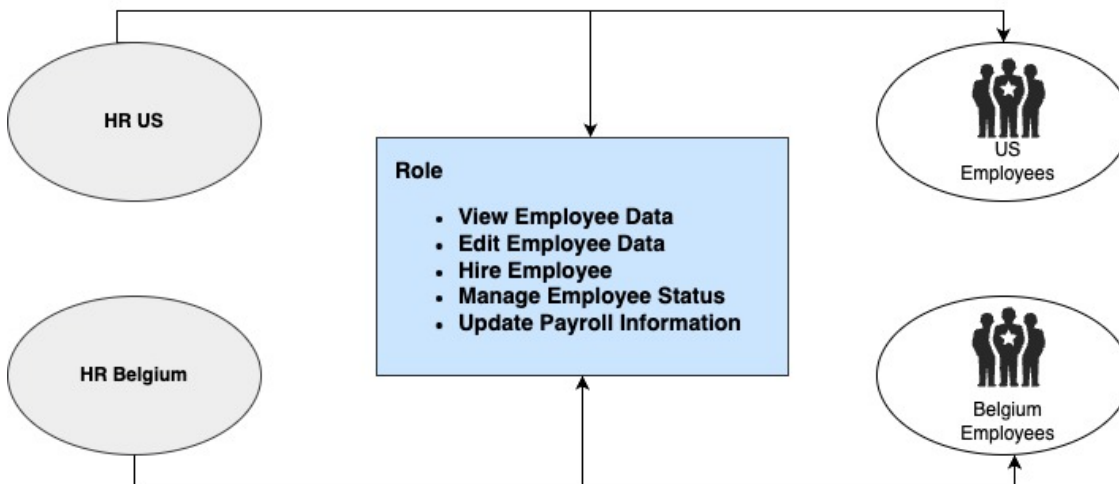 HR US
US
Employees
Role
• View Employee Data
• Edit Employee Data
• Hire Employee
• Manage Employee Status
• Update Payroll Information
HR Belgium
Belgium
Employees